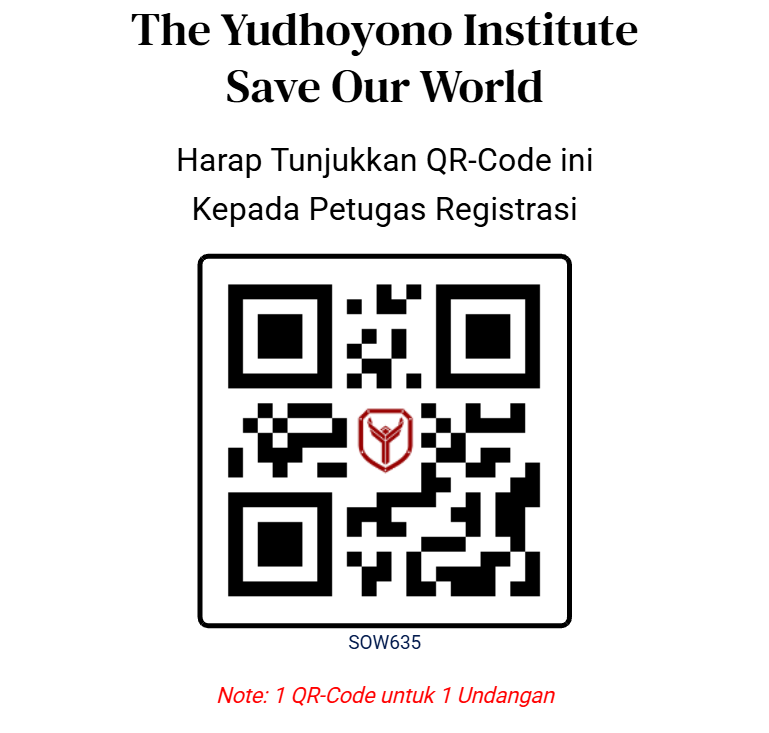 The Yudhoyono Institute
Save Our World
Harap Tunjukkan QR-Code ini
Kepada Petugas Registrasi
SOW635
Note: 1 QR-Code untuk 1 Undangan